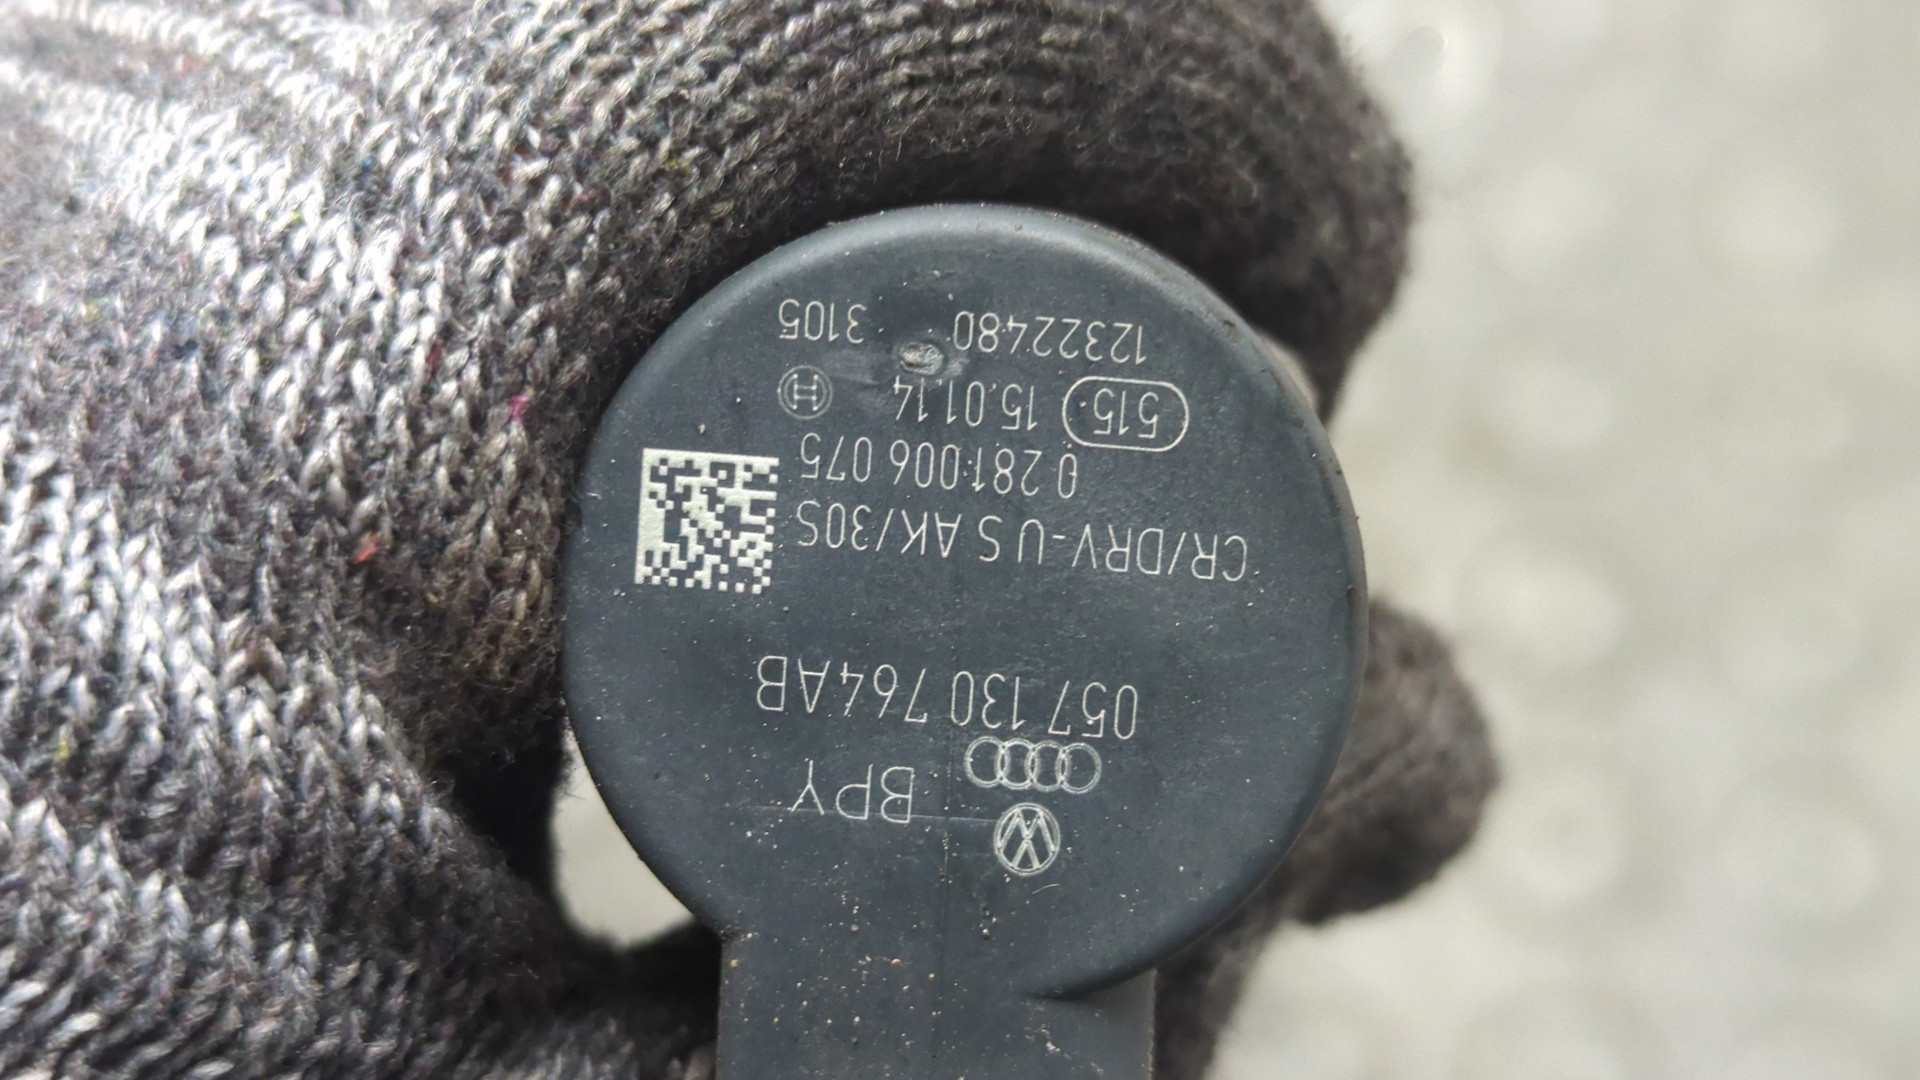 BPY
057 130 764AB
CR/DRV-U S AK/30S
0 281 006 075
515 15.01.14
12322480 3105